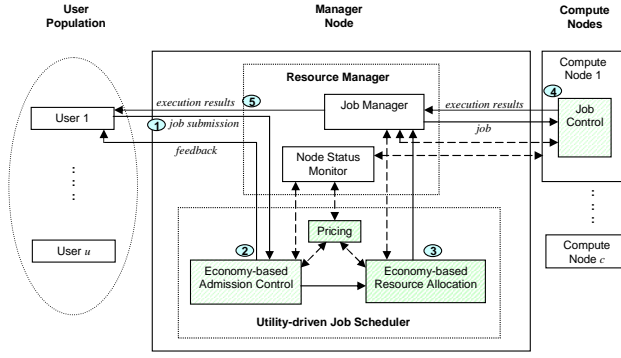 User
Population
Manager
Node
Compute
Nodes
Resource Manager
Compute
Node 1
execution results
5
Job Manager
execution results
4
User 1
1
job submission
Job
Control
job
feedback
Node Status
Monitor
Pricing
User u
2
3
Compute
Node c
Economy-based
Admission Control
Economy-based
Resource Allocation
Utility-driven Job Scheduler